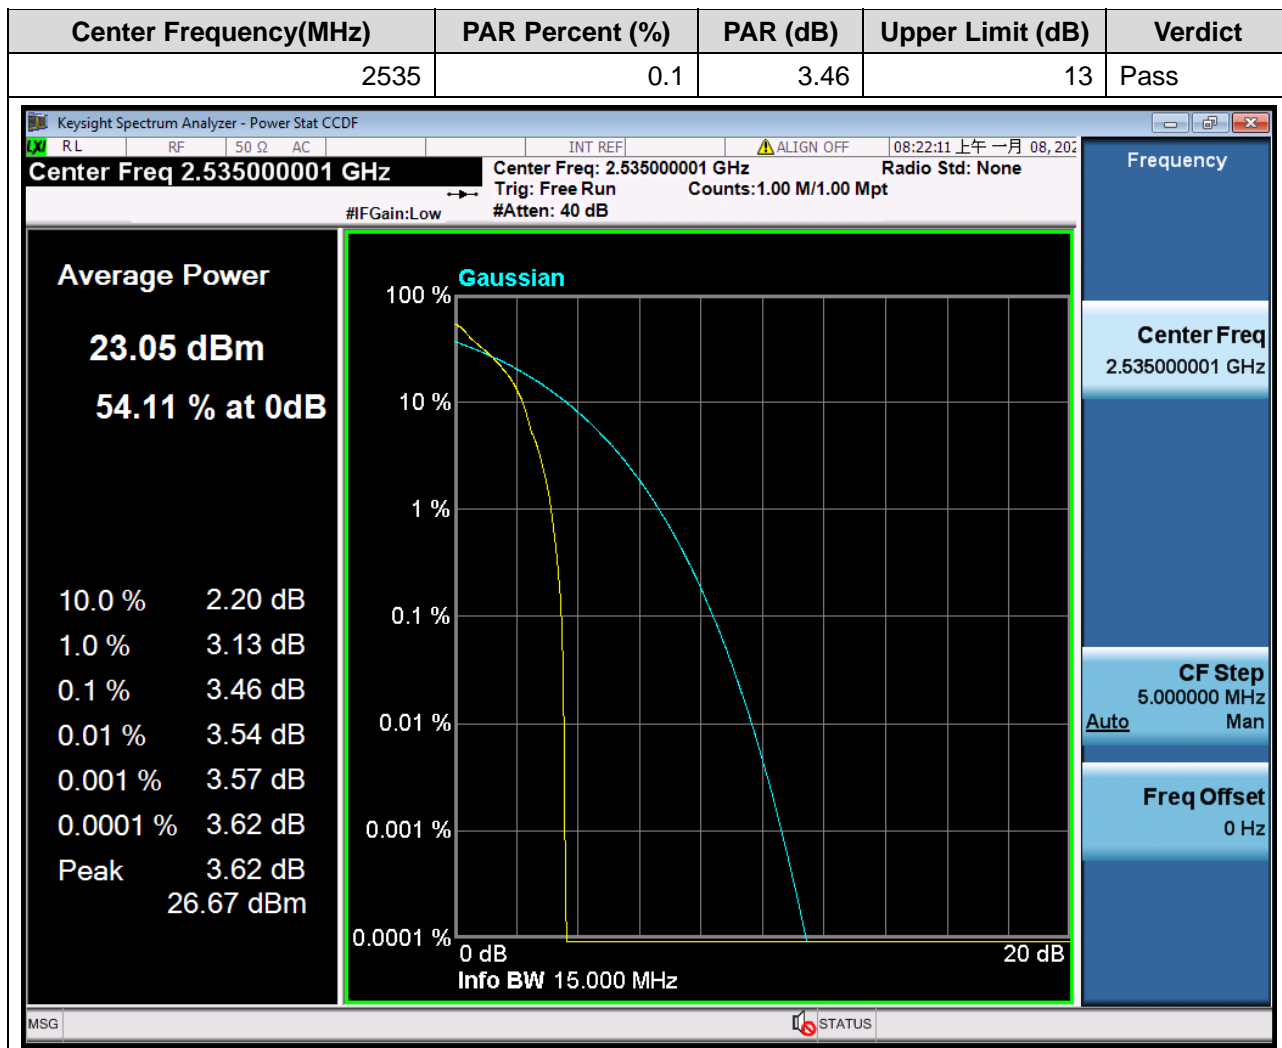 Center Frequency(MHz) PAR Percent (%) PAR (dB) Upper Limit (dB) Verdict
2535 0.1 3.46 13 Pass
Keysight Spectrum Analyzer - Power Stat CCDF
LXI RL RF 50 Ω AC INT REF ALIGN OFF 08:22:11 上午 一月 08, 202
Center Freq 2.535000001 GHz
Center Freq: 2.535000001 GHz Radio Std: None
Trig: Free Run Counts:1.00 M/1.00 Mpt
#IFGain:Low #Atten: 40 dB
Average Power
23.05 dBm
54.11 % at 0dB
10.0 % 2.20 dB
1.0 % 3.13 dB
0.1 % 3.46 dB
0.01 % 3.54 dB
0.001 % 3.57 dB
0.0001 % 3.62 dB
Peak 3.62 dB
26.67 dBm
Gaussian
100 %
10 %
1 %
0.1 %
0.01 %
0.001 %
0.0001 %
0 dB 20 dB
Info BW 15.000 MHz
Frequency
Center Freq
2.535000001 GHz
CF Step
5.000000 MHz
Auto Man
Freq Offset
0 Hz
MSG STATUS